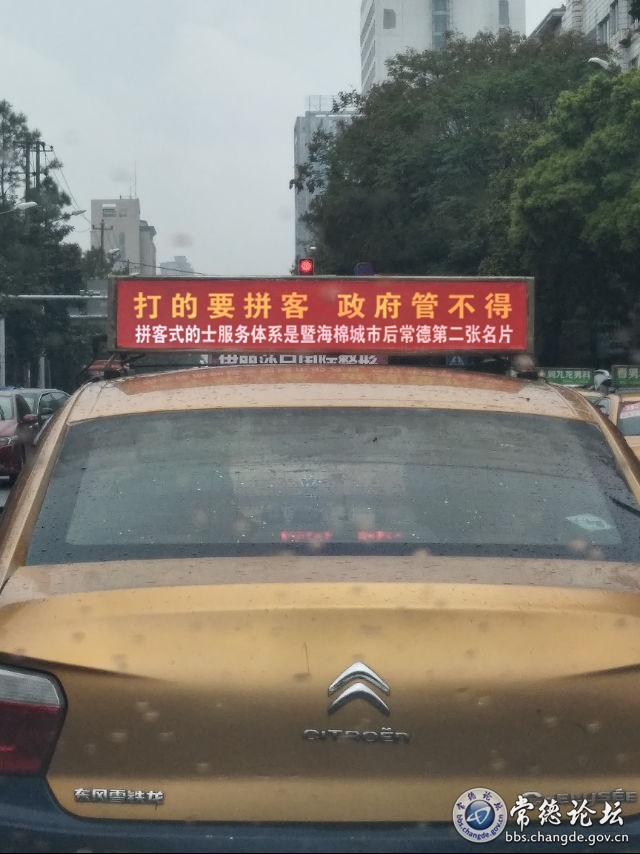 打的要拼客 政府管不得
拼客式的士服务体系是暨海棉城市后常德第二张名片
CITROËN
东风雪铁龙
常德论坛
bbs.changde.gov.cn